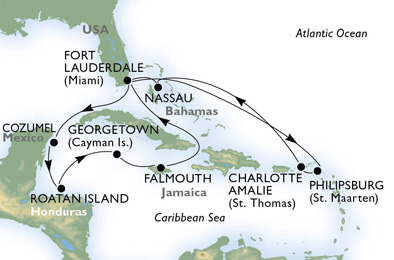 USA
Atlantic Ocean
FORT
LAUDERDALE
(Miami)
NASSAU
Bahamas
COZUMEL
Mexico
GEORGETOWN
(Cayman Is.)
ROATAN ISLAND
Honduras
FALMOUTH
Jamaica
CHARLOTTE
AMALIE
(St. Thomas)
PHILIPSBURG
(St. Maarten)
Caribbean Sea